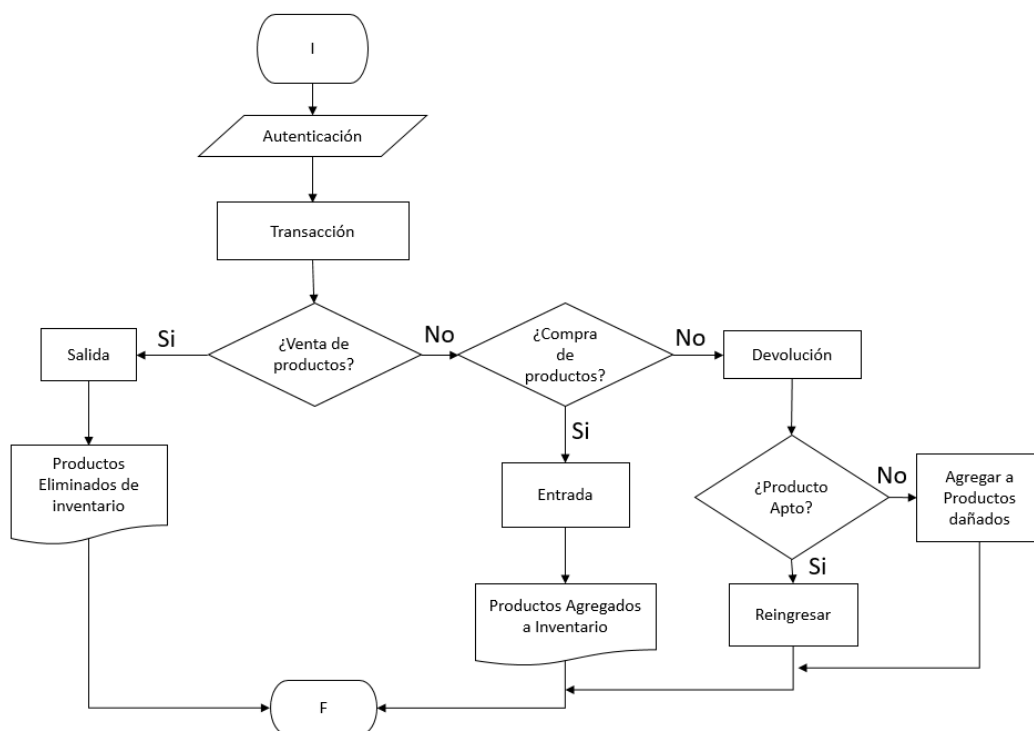 I
Autenticación
Transacción
Si
¿Venta de
productos?
No
¿Compra
de
productos?
No
Devolución
Salida
Si
Productos
Eliminados de
inventario
Entrada
¿Producto
Apto?
No
Agregar a
Productos
dañados
Si
Productos Agregados
a Inventario
Reingresar
F